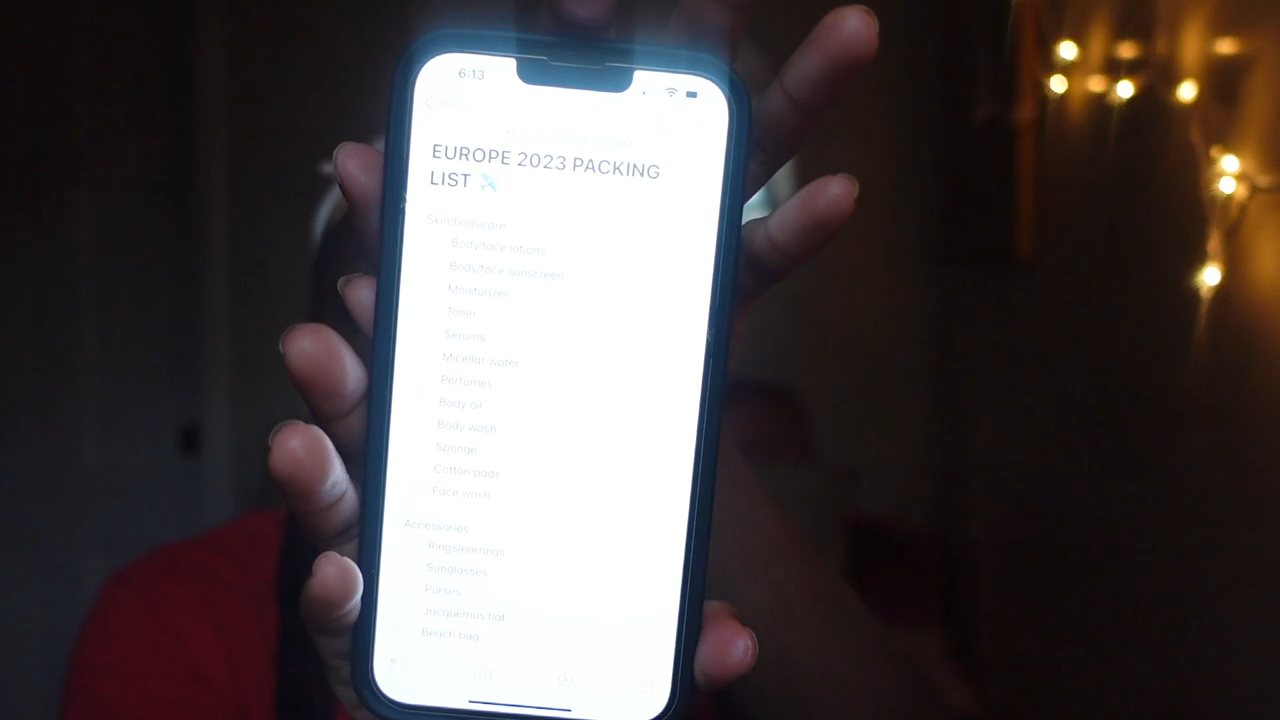 6:13
EUROPE 2023 PACKING
LIST ✈️
Skin/bodycare
Body/face lotions
Body/face sunscreen
Moisturizer
Toner
Serums
Micellar water
Perfumes
Body oil
Body wash
Sponge
Cotton pads
Face wash
Accessories
Rings/earrings
Sunglasses
Purses
Jacquemus hat
Beach bag